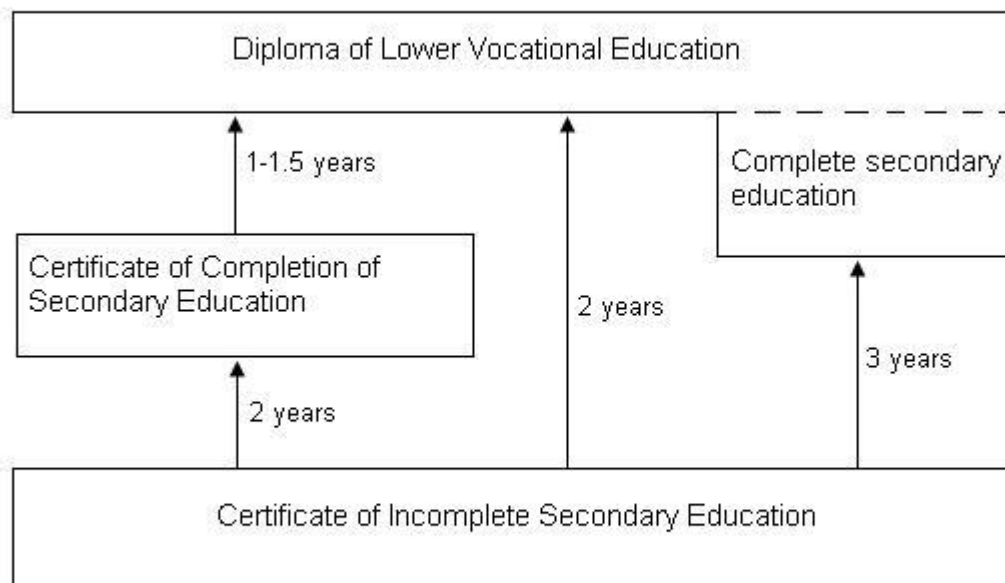 Diploma of Lower Vocational Education
1-1.5 years
Complete secondary
education
Certificate of Completion of
Secondary Education
2 years
3 years
2 years
Certificate of Incomplete Secondary Education